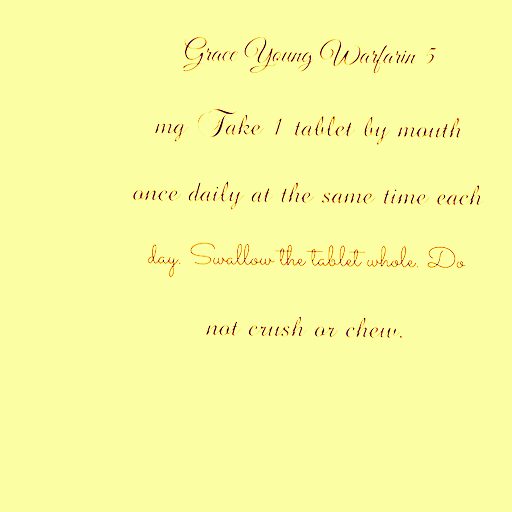 Grace Young Warfarin 5
mg Take 1 tablet by mouth
once daily at the same time each
day. Swallow the tablet whole. Do
not crush or chew.